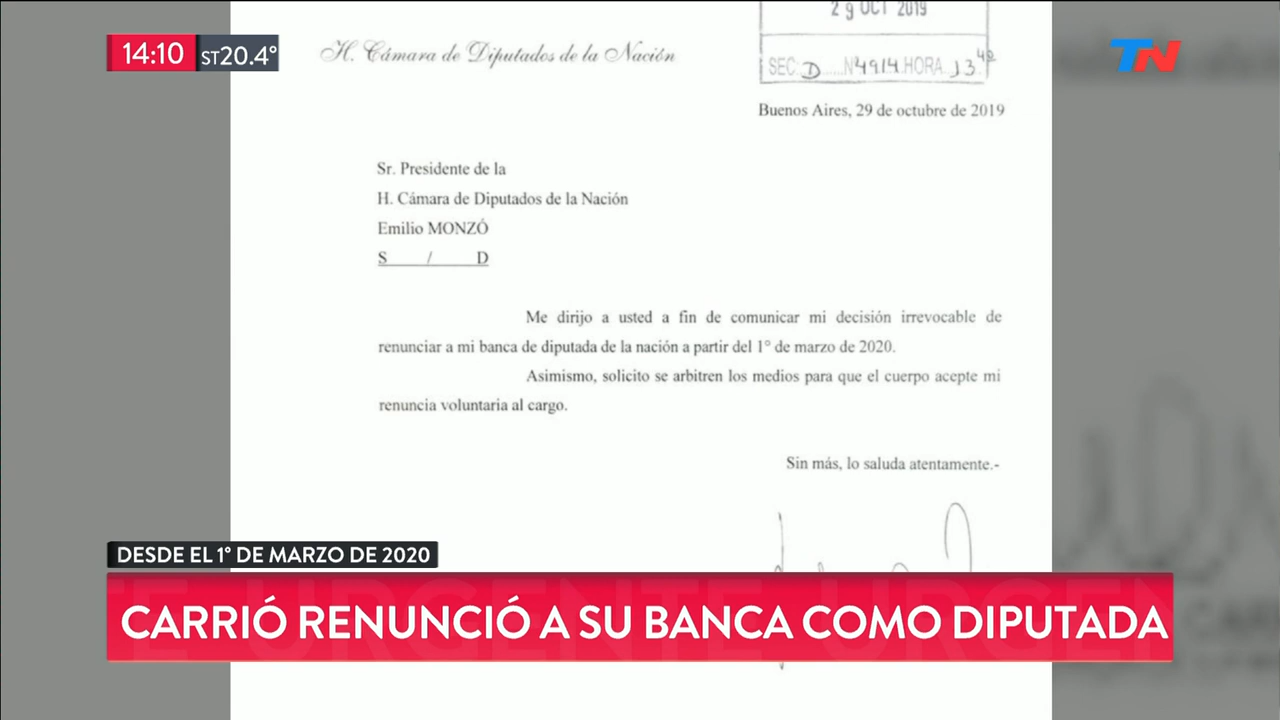 29 OCT 2019
14:10 ST20.4°
H. Cámara de Diputados de la Nación
TN
SEC: D N°4914 HORA 13 40
Buenos Aires, 29 de octubre de 2019
Sr. Presidente de la
H. Cámara de Diputados de la Nación
Emilio MONZÓ
S / D
Me dirijo a usted a fin de comunicar mi decisión irrevocable de
renunciar a mi banca de diputada de la nación a partir del 1° de marzo de 2020.
Asimismo, solicito se arbitren los medios para que el cuerpo acepte mi
renuncia voluntaria al cargo.
Sin más, lo saluda atentamente.-
DESDE EL 1° DE MARZO DE 2020
URGENTE
CARRIÓ RENUNCIÓ A SU BANCA COMO DIPUTADA